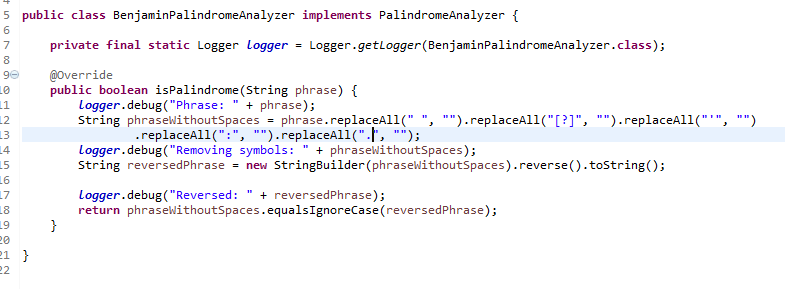 5 public class BenjaminPalindromeAnalyzer implements PalindromeAnalyzer {
6
7     private final static Logger logger = Logger.getLogger(BenjaminPalindromeAnalyzer.class);
8
9     @Override
10     public boolean isPalindrome(String phrase) {
11         logger.debug("Phrase: " + phrase);
12         String phraseWithoutSpaces = phrase.replaceAll(" ", "").replaceAll("[?]", "").replaceAll("'", "")
13                 .replaceAll(":", "").replaceAll(".", "");
14         logger.debug("Removing symbols: " + phraseWithoutSpaces);
15         String reversedPhrase = new StringBuilder(phraseWithoutSpaces).reverse().toString();
16
17         logger.debug("Reversed: " + reversedPhrase);
18         return phraseWithoutSpaces.equalsIgnoreCase(reversedPhrase);
19     }
20
21 }
22